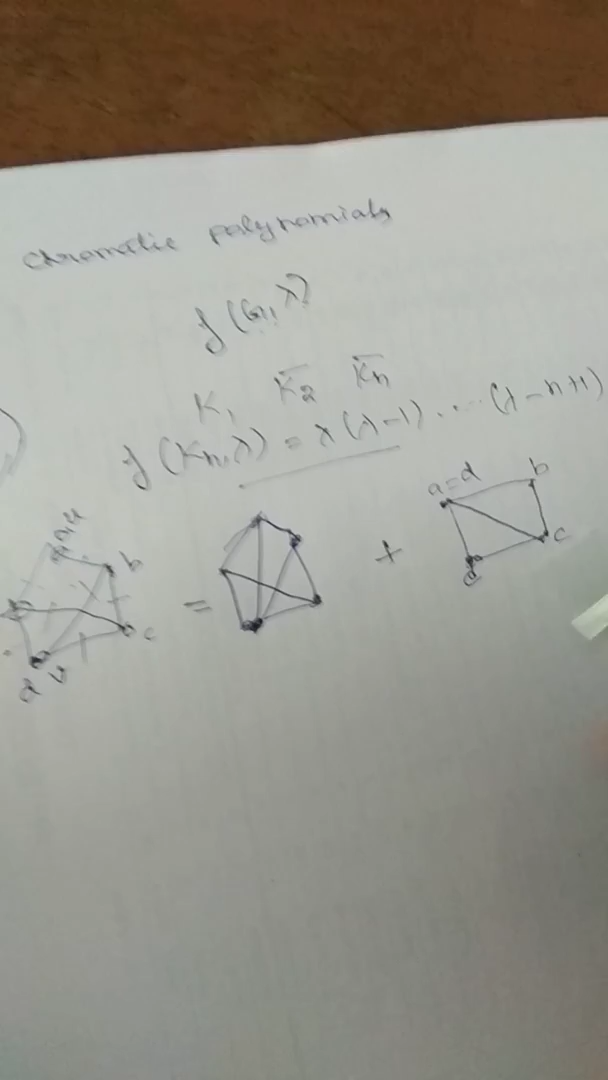 Chromatic polynomials
f(G, λ)
K₁ K̅₂ K̅ₙ
f(Kₙ, λ) = λ(λ-1)....(λ-n+1)
a=d b
b
+ c
=
c
d v